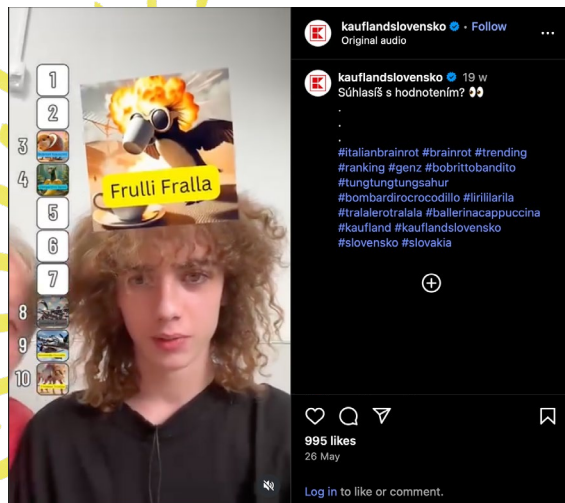 1
2
3
4
5
6
7
8
9
10
Frulli Fralla
kauflandslovensko • Follow
Original audio
kauflandslovensko 19 w
Súhlasíš s hodnotením? 👀
.
.
.
#italianbrainrot #brainrot #trending
#ranking #genz #bobrittobandito
#tungtungtungsahur
#bombardirocrocodillo #lirililarila
#tralalerotralala #ballerinacappuccina
#kaufland #kauflandslovensko
#slovensko #slovakia
995 likes
26 May
Log in to like or comment.